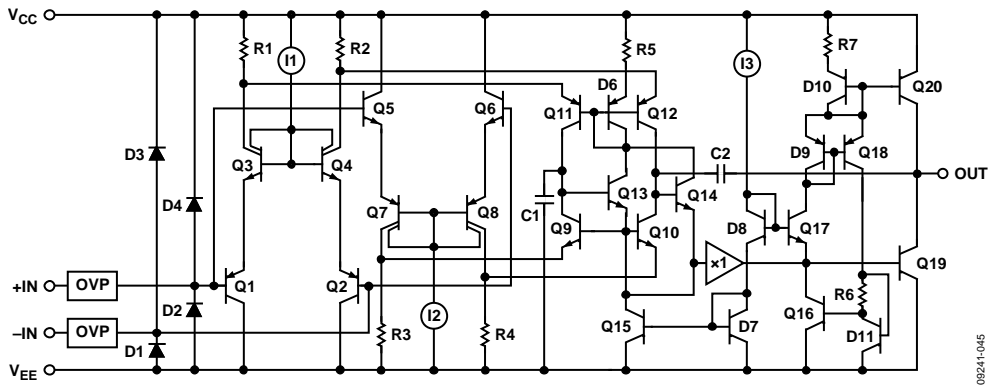 VCC
R1
I1
R2
R5
I3
R7
D6
D10
Q5
Q6
Q11
Q12
Q20
D3
Q3
Q4
D9
Q18
C2
OUT
D4
Q13
Q14
C1
Q7
Q8
Q9
Q10
D8
Q17
×1
Q19
+IN
OVP
Q1
Q2
D2
I2
R6
–IN
OVP
R3
R4
Q15
D7
Q16
D11
D1
VEE
09241-045